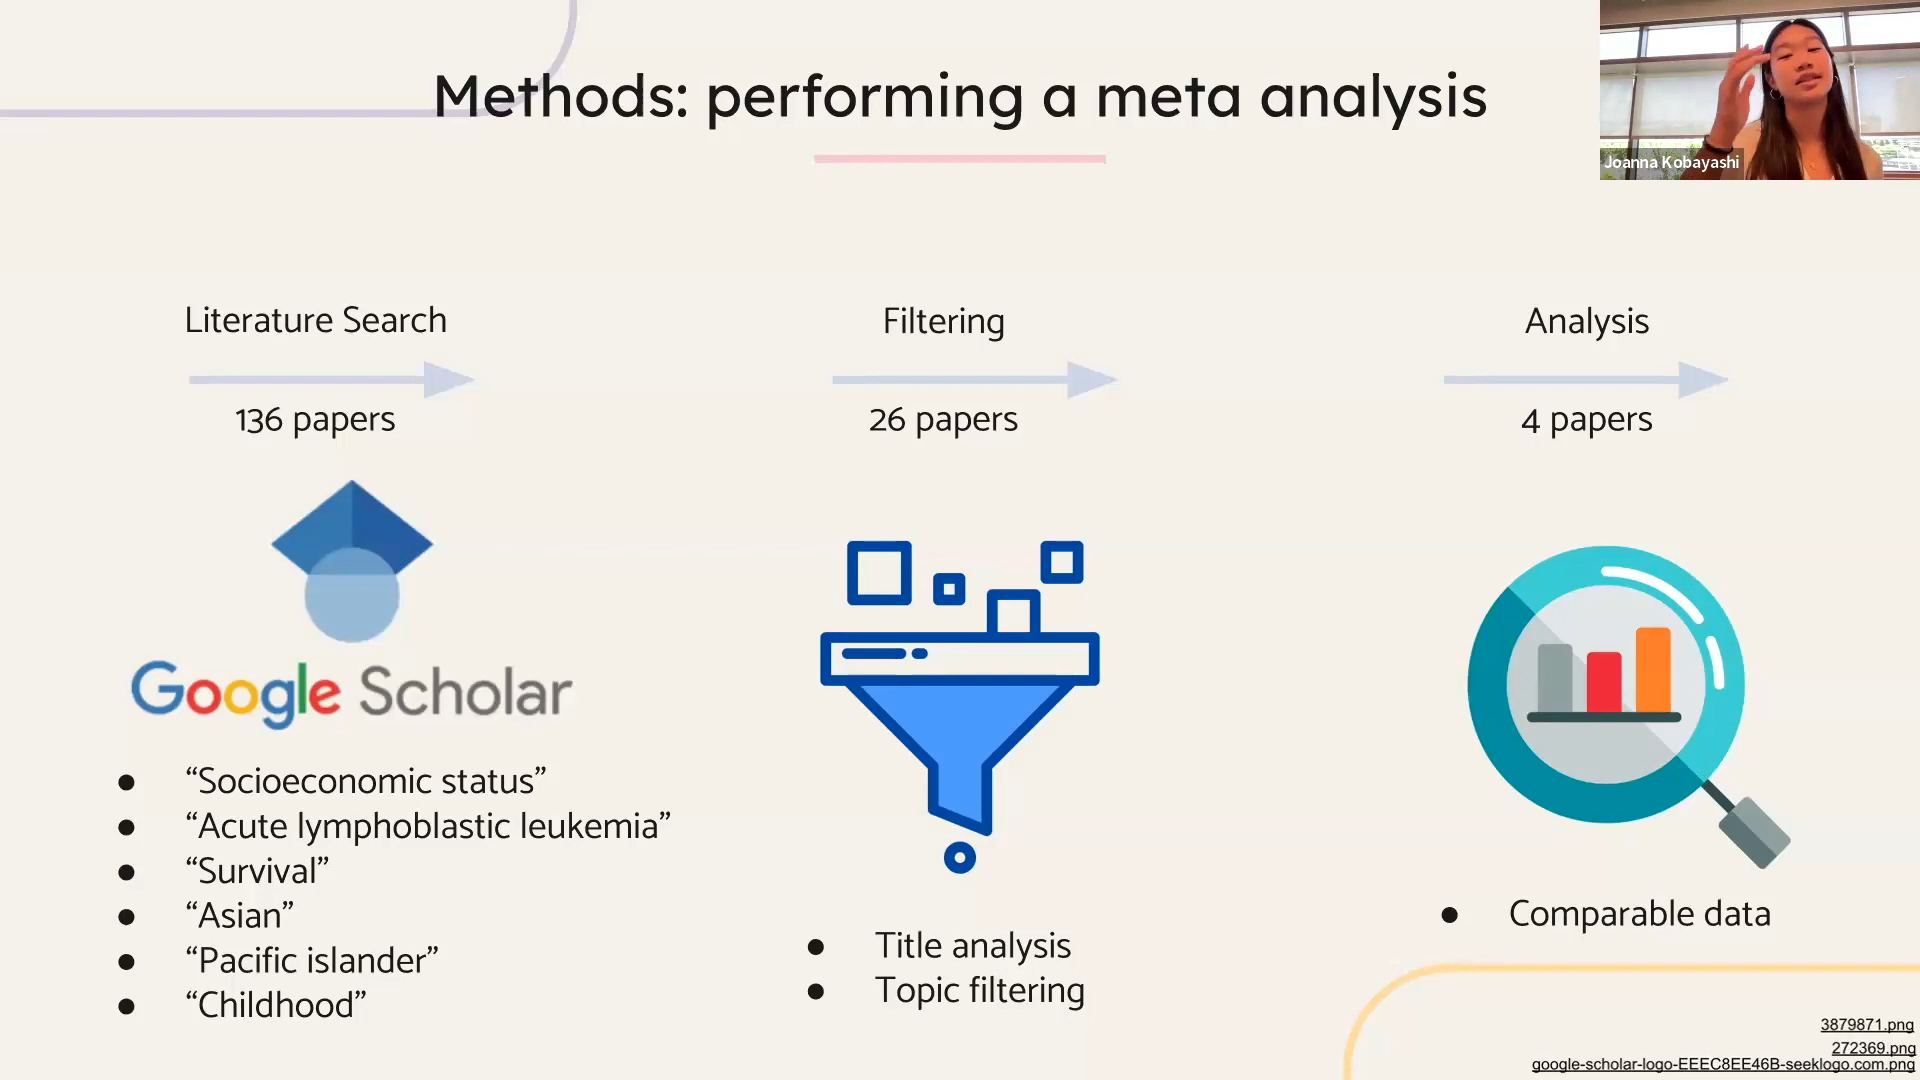 Methods: performing a meta analysis
Joanna Kobayashi
Literature Search
136 papers
Google Scholar
“Socioeconomic status”
“Acute lymphoblastic leukemia”
“Survival”
“Asian”
“Pacific islander”
“Childhood”
Filtering
26 papers
Title analysis
Topic filtering
Analysis
4 papers
Comparable data
3879871.png
272369.png
google-scholar-logo-EEEC8EE46B-seeklogo.com.png